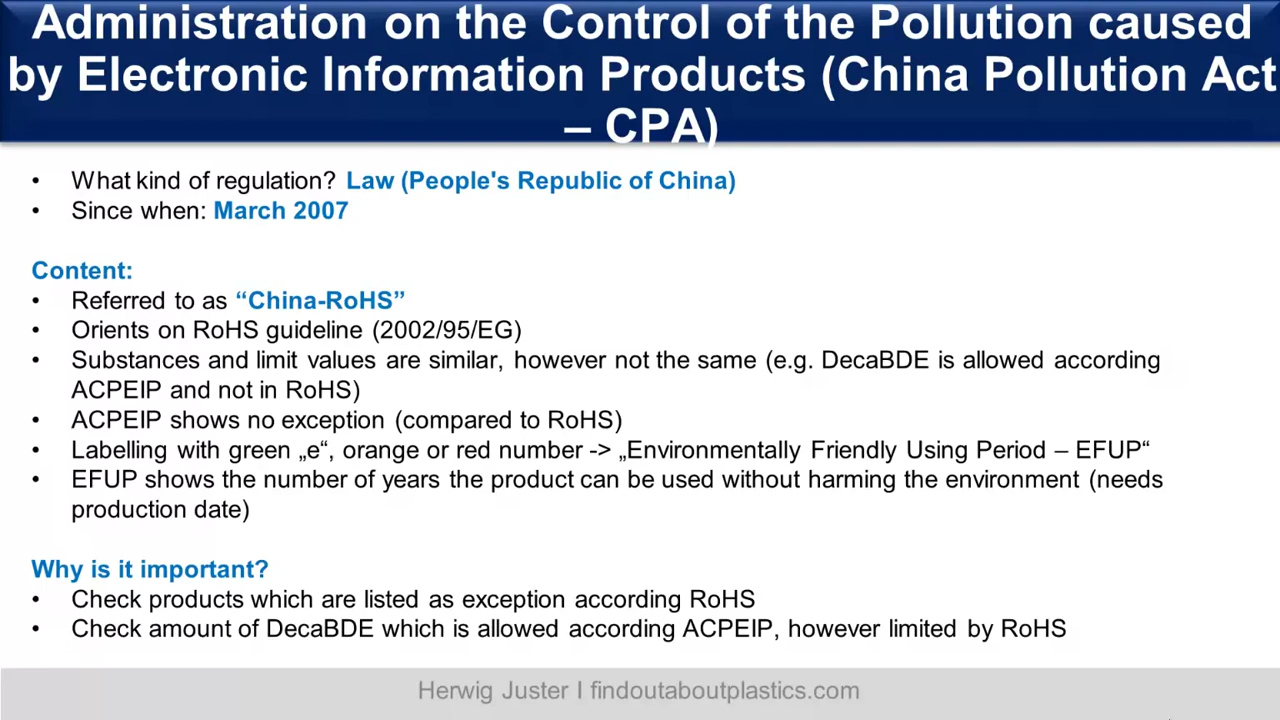 Administration on the Control of the Pollution caused
by Electronic Information Products (China Pollution Act
– CPA)
• What kind of regulation? Law (People's Republic of China)
• Since when: March 2007
Content:
• Referred to as “China-RoHS”
• Orients on RoHS guideline (2002/95/EG)
• Substances and limit values are similar, however not the same (e.g. DecaBDE is allowed according
ACPEIP and not in RoHS)
• ACPEIP shows no exception (compared to RoHS)
• Labelling with green „e“, orange or red number -> „Environmentally Friendly Using Period – EFUP“
• EFUP shows the number of years the product can be used without harming the environment (needs
production date)
Why is it important?
• Check products which are listed as exception according RoHS
• Check amount of DecaBDE which is allowed according ACPEIP, however limited by RoHS
Herwig Juster I findoutaboutplastics.com